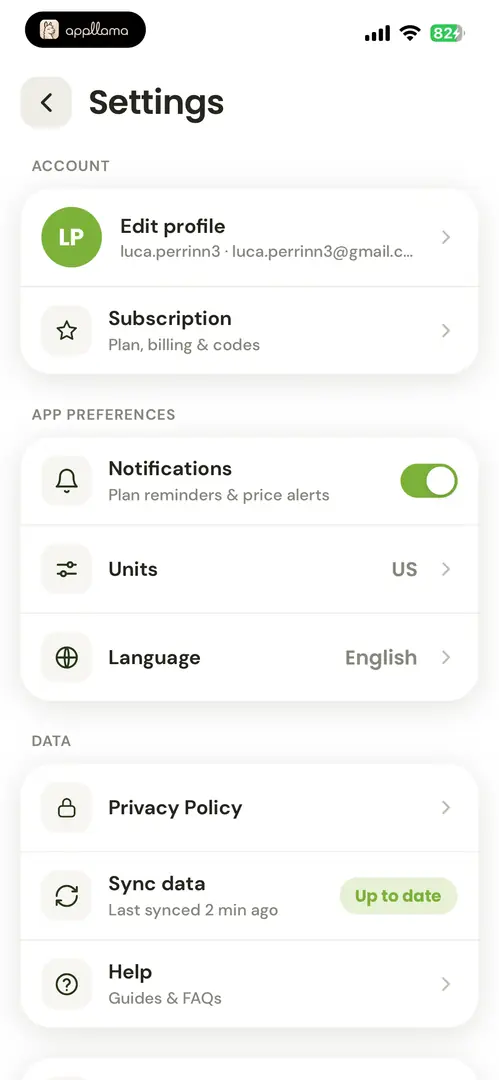 appllama
82
Settings
ACCOUNT
LP
Edit profile
luca.perrinn3 · luca.perrinn3@gmail.c...
Subscription
Plan, billing & codes
APP PREFERENCES
Notifications
Plan reminders & price alerts
Units
US
Language
English
DATA
Privacy Policy
Sync data
Last synced 2 min ago
Up to date
Help
Guides & FAQs